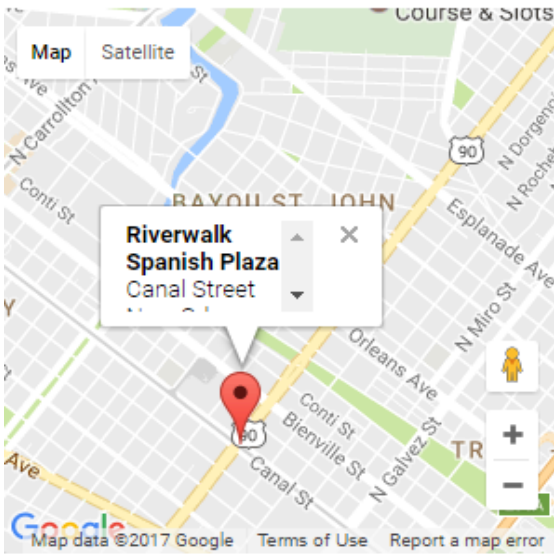 Course & Slots
Map Satellite
N Carrollton
St
90
N Dorgeno
N Roche
Conti St
BAYOU ST. JOHN
Esplanade Ave
Riverwalk
Spanish Plaza
Canal Street
N Miro St
Orleans Ave
Conti St
Bienville St
90
N Galvez St
TR
Canal St
Ave
Google
Map data ©2017 Google Terms of Use Report a map error